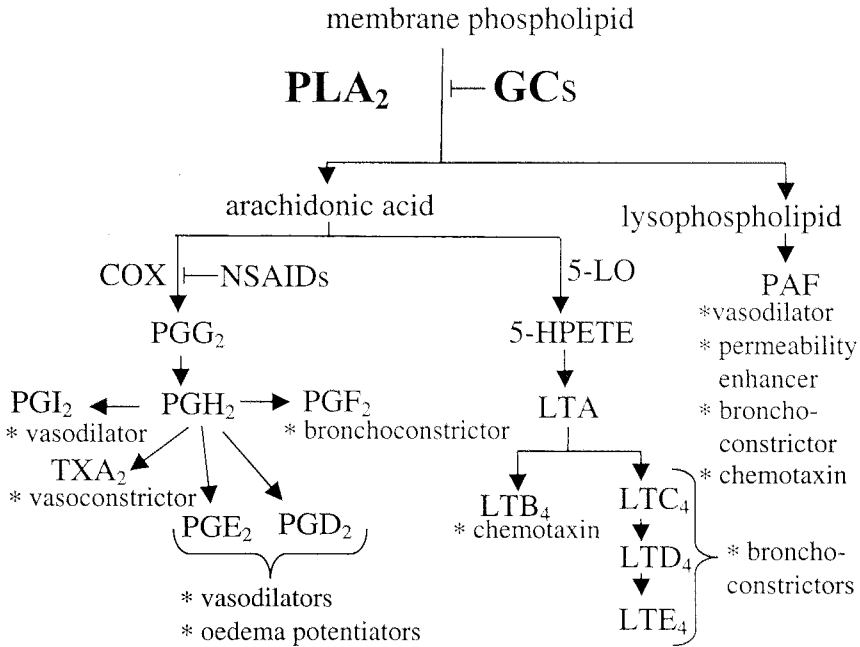 membrane phospholipid
PLA₂ GCs
arachidonic acid
lysophospholipid
COX NSAIDs
5-LO
PAF
*vasodilator
* permeability
enhancer
* broncho-
constrictor
* chemotaxin
PGG₂
5-HPETE
PGI₂
* vasodilator
PGH₂
PGF₂
* bronchoconstrictor
LTA
TXA₂
* vasoconstrictor
PGE₂ PGD₂
* vasodilators
* oedema potentiators
LTB₄
* chemotaxin
LTC₄
LTD₄
LTE₄
* broncho-
constrictors